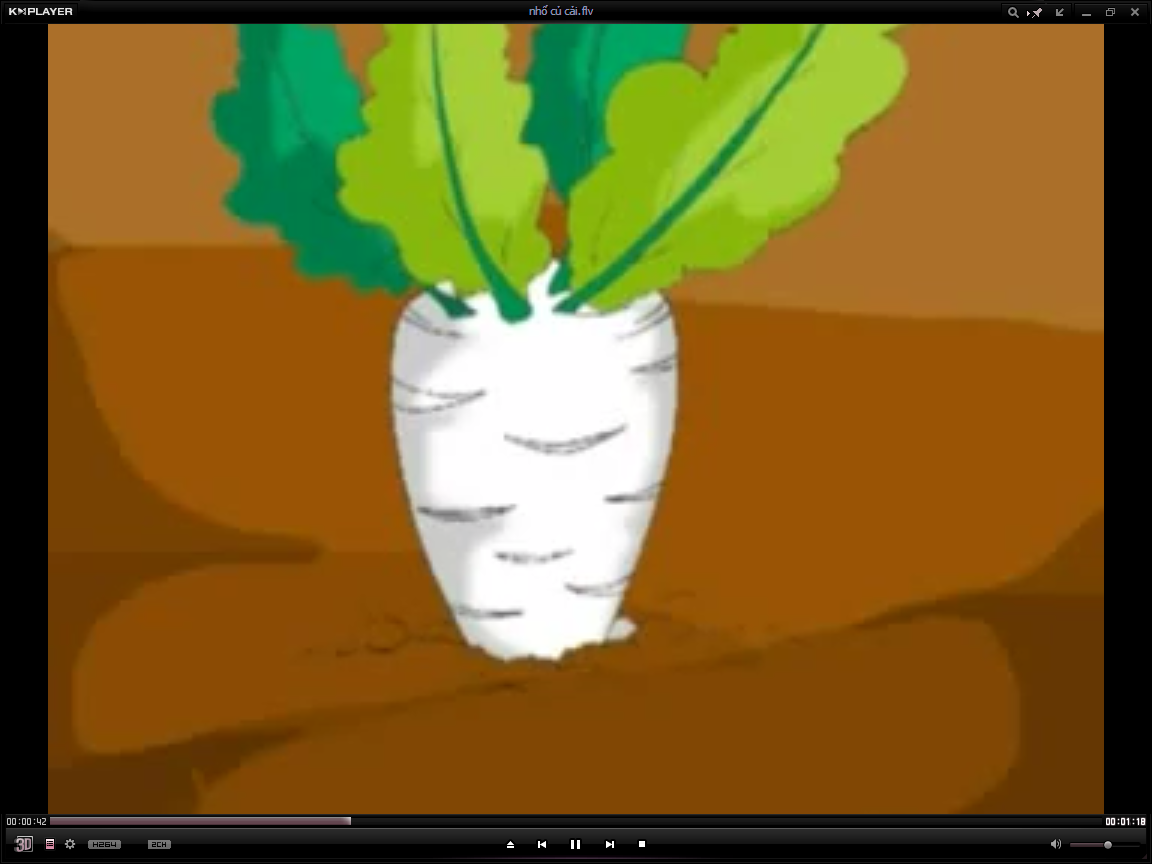 KMPLAYER
nhổ củ cải.flv
00:00:42
00:01:18
3D
H264
2CH